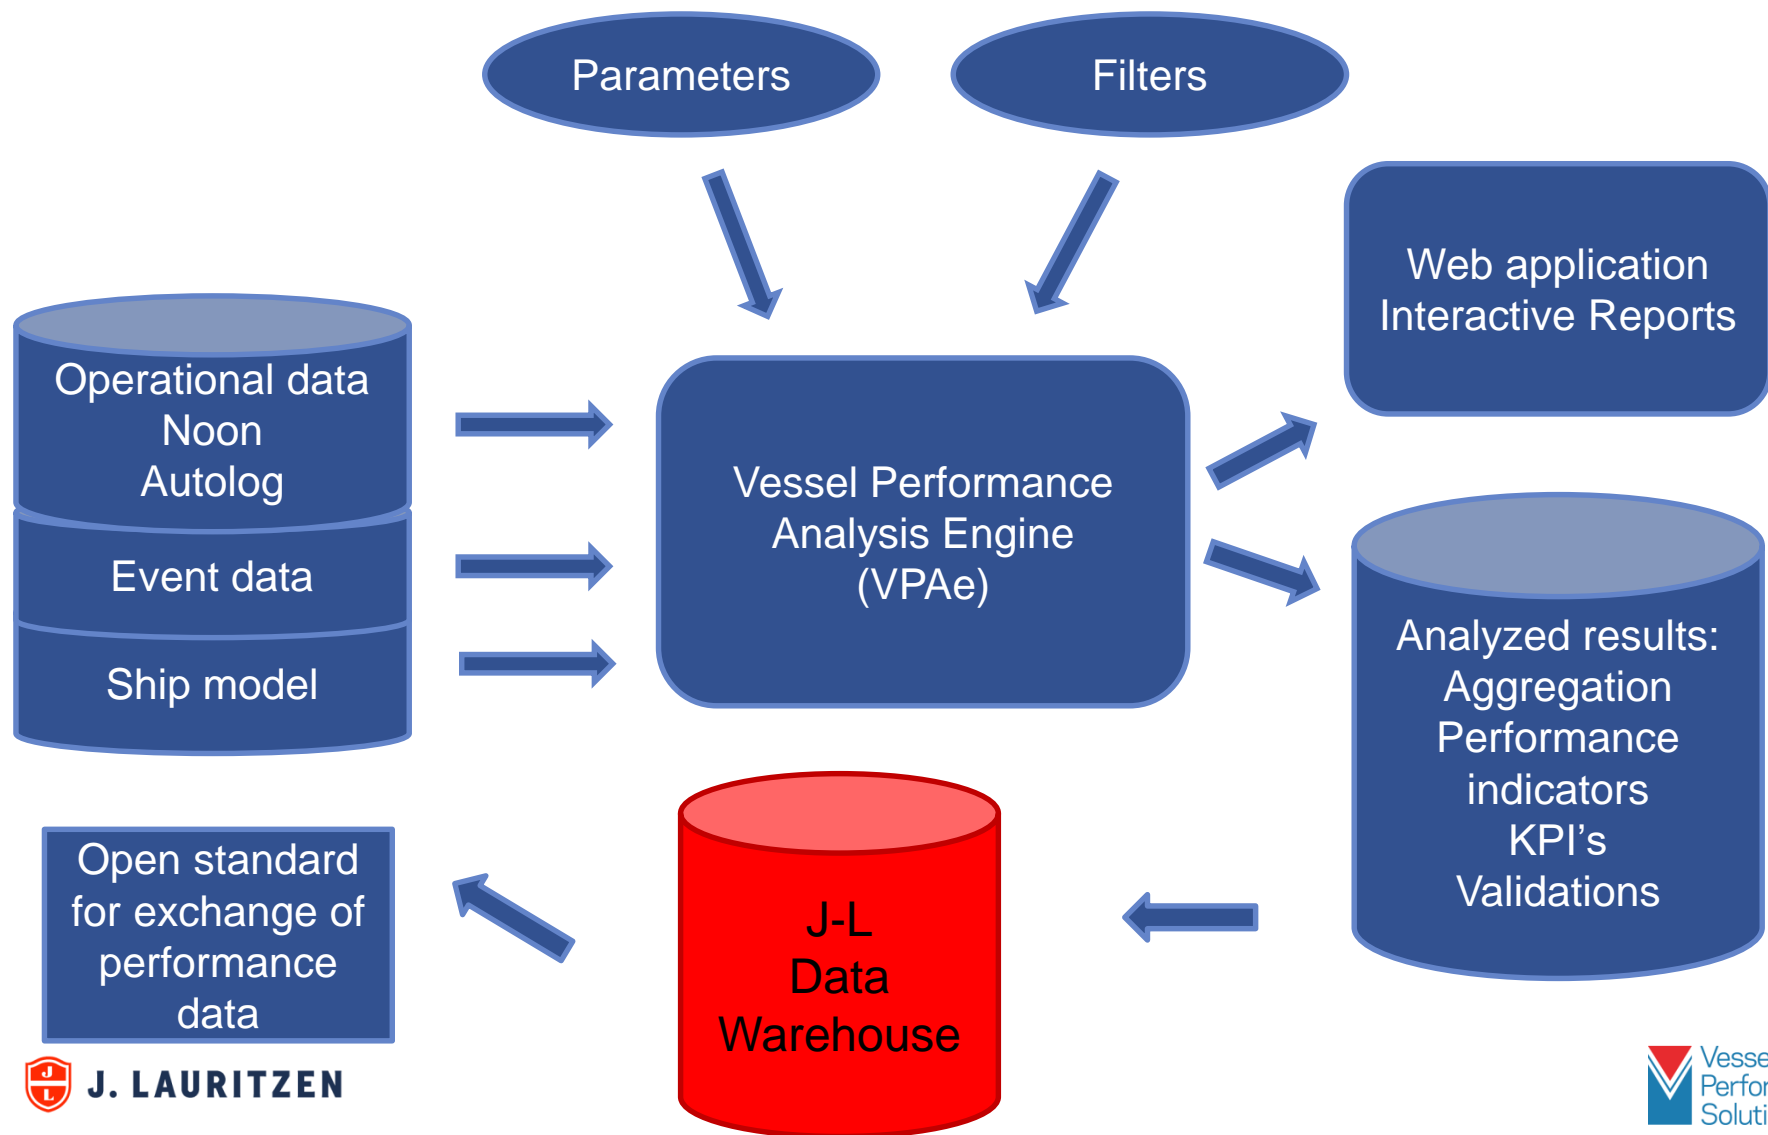 Parameters
Filters
Web application
Interactive Reports
Operational data
Noon
Autolog
Event data
Ship model
Vessel Performance
Analysis Engine
(VPAe)
Analyzed results:
Aggregation
Performance
indicators
KPI’s
Validations
Open standard
for exchange of
performance
data
J-L
Data
Warehouse
J
L
J. LAURITZEN